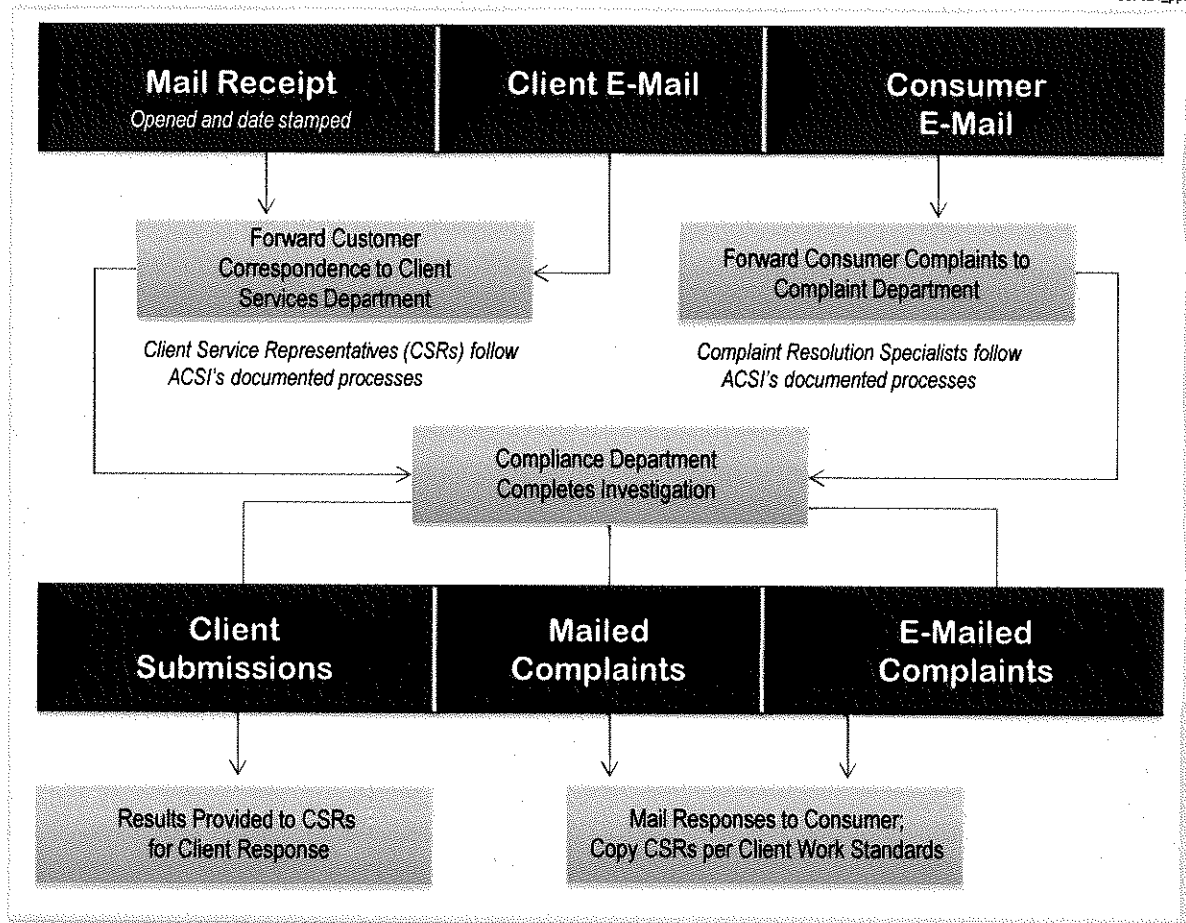 Mail Receipt
Opened and date stamped
Client E-Mail
Consumer
E-Mail
Forward Customer
Correspondence to Client
Services Department
Forward Consumer Complaints to
Complaint Department
Client Service Representatives (CSRs) follow
ACSI's documented processes
Complaint Resolution Specialists follow
ACSI's documented processes
Compliance Department
Completes Investigation
Client
Submissions
Mailed
Complaints
E-Mailed
Complaints
Results Provided to CSRs
for Client Response
Mail Responses to Consumer;
Copy CSRs per Client Work Standards